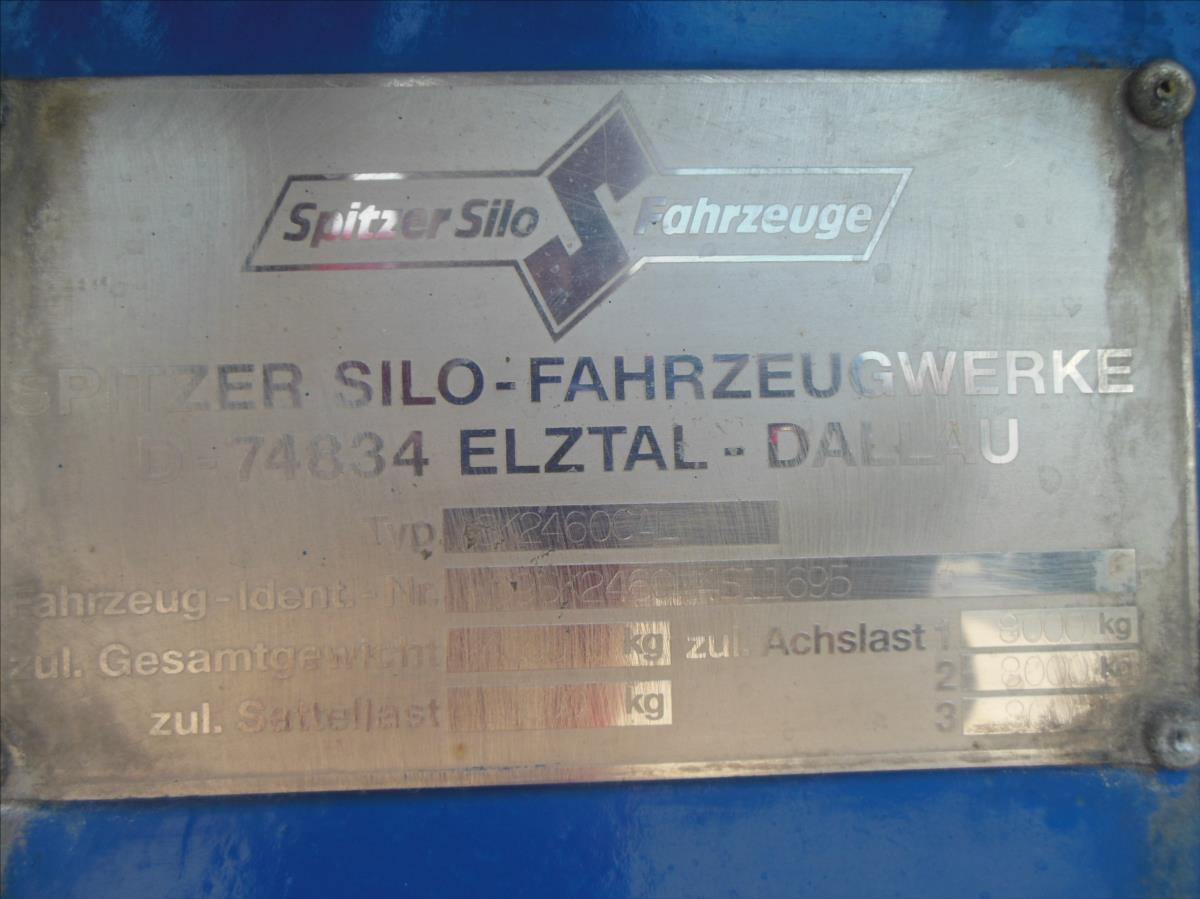 Spitzer Silo Fahrzeuge
SPITZER SILO-FAHRZEUGWERKE
D-74834 ELZTAL - DALLAU
Typ.
Fahrzeug-Ident.-Nr.
zul. Gesamtgewicht kg zul. Achslast 1 9000 kg
2 kg
zul. Sattellast kg 3